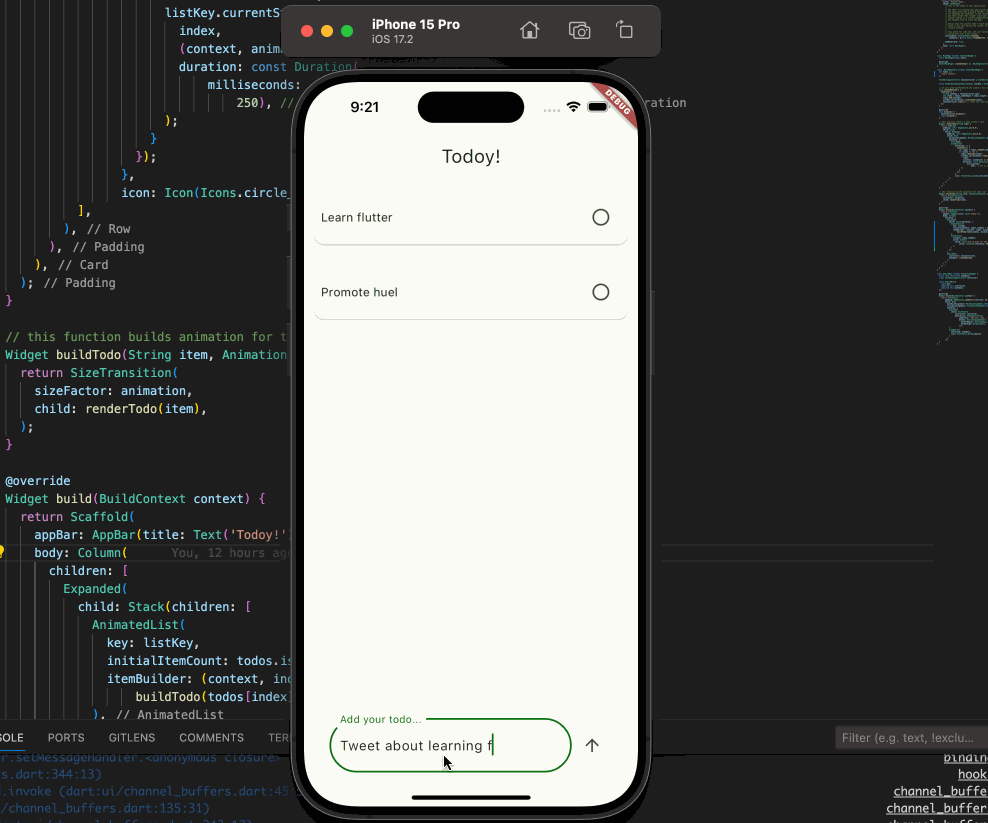 listKey.currentS
index,
(context, anim
duration: const Duration(
milliseconds:
250), //
ration
);
}
});
},
icon: Icon(Icons.circle_
],
), // Row
), // Padding
), // Card
); // Padding
}
// this function builds animation for t
Widget buildTodo(String item, Animation
return SizeTransition(
sizeFactor: animation,
child: renderTodo(item),
);
}
@override
Widget build(BuildContext context) {
return Scaffold(
appBar: AppBar(title: Text('Todoy!')
body: Column(
You, 12 hours ago
children: [
Expanded(
child: Stack(children: [
AnimatedList(
key: listKey,
initialItemCount: todos.is
itemBuilder: (context, ind
buildTodo(todos[index]
), // AnimatedList
SOLE PORTS GITLENS COMMENTS TER
Filter (e.g. text, !exclu...
r.setMessageHandler.<anonymous closure>
s.dart:344:13)
l.invoke (dart:ui/channel_buffers.dart:45:
/channel_buffers.dart:135:31)
bindin
hook
channel_buffe
channel_buffe
iPhone 15 Pro
iOS 17.2
9:21
DEBUG
Todoy!
Learn flutter
Promote huel
Add your todo...
Tweet about learning f